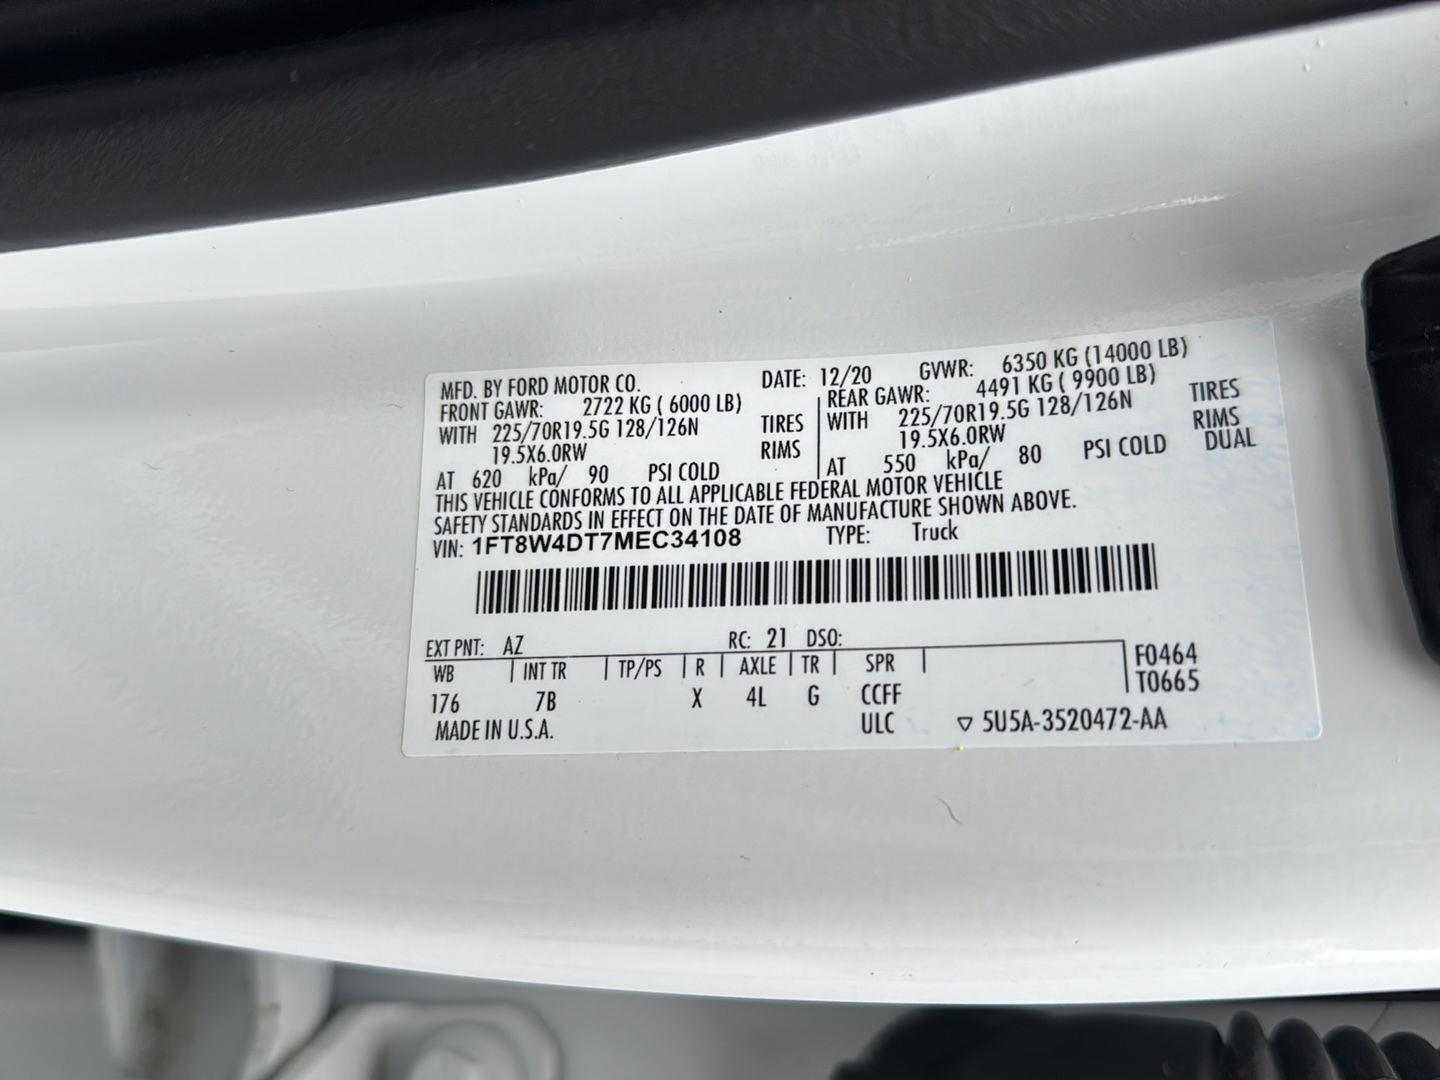 MFD. BY FORD MOTOR CO. DATE: 12/20 GVWR: 6350 KG (14000 LB)
FRONT GAWR: 2722 KG ( 6000 LB) REAR GAWR: 4491 KG ( 9900 LB)
WITH 225/70R19.5G 128/126N TIRES WITH 225/70R19.5G 128/126N TIRES
19.5X6.0RW RIMS 19.5X6.0RW RIMS
AT 620 kPa/ 90 PSI COLD AT 550 kPa/ 80 PSI COLD DUAL
THIS VEHICLE CONFORMS TO ALL APPLICABLE FEDERAL MOTOR VEHICLE
SAFETY STANDARDS IN EFFECT ON THE DATE OF MANUFACTURE SHOWN ABOVE.
VIN: 1FT8W4DT7MEC34108 TYPE: Truck
EXT PNT: AZ RC: 21 DSO:
WB INT TR TP/PS R AXLE TR SPR F0464
176 7B X 4L G CCFF T0665
MADE IN U.S.A. ULC ▽ 5U5A-3520472-AA